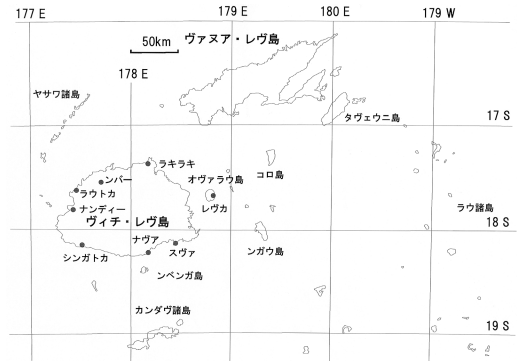 177 E
179 E
180 E
179 W
50km
ヴァヌア・レヴ島
178 E
ヤサワ諸島
タヴェウニ島
17 S
ラキラキ
コロ島
ンバー
オヴァラウ島
ラウトカ
レヴカ
ナンディー
ラウ諸島
ヴィチ・レヴ島
18 S
ナヴァ
スヴァ
ンガウ島
シンガトカ
ンベンガ島
カンダヴ諸島
19 S